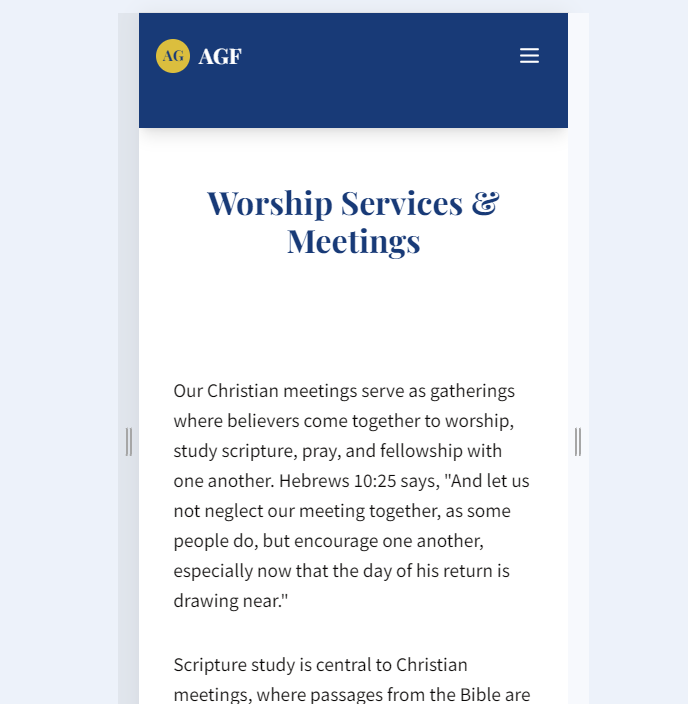 AG AGF
Worship Services &
Meetings
Our Christian meetings serve as gatherings
where believers come together to worship,
study scripture, pray, and fellowship with
one another. Hebrews 10:25 says, "And let us
not neglect our meeting together, as some
people do, but encourage one another,
especially now that the day of his return is
drawing near."
Scripture study is central to Christian
meetings, where passages from the Bible are